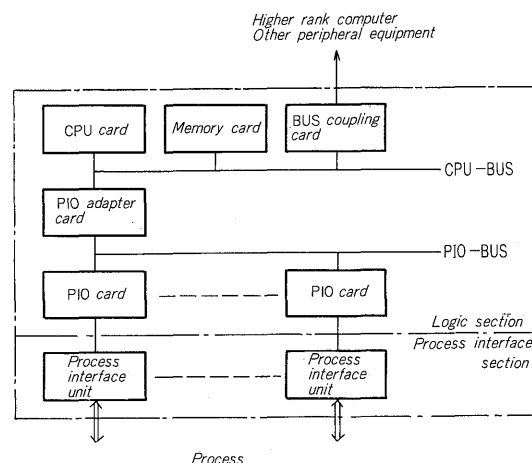 Higher rank computer
Other peripheral equipment
CPU card
Memory card
BUS coupling
card
CPU-BUS
PIO adapter
card
PIO-BUS
PIO card
PIO card
Logic section
Process interface
section
Process
interface
unit
Process
interface
unit
Process